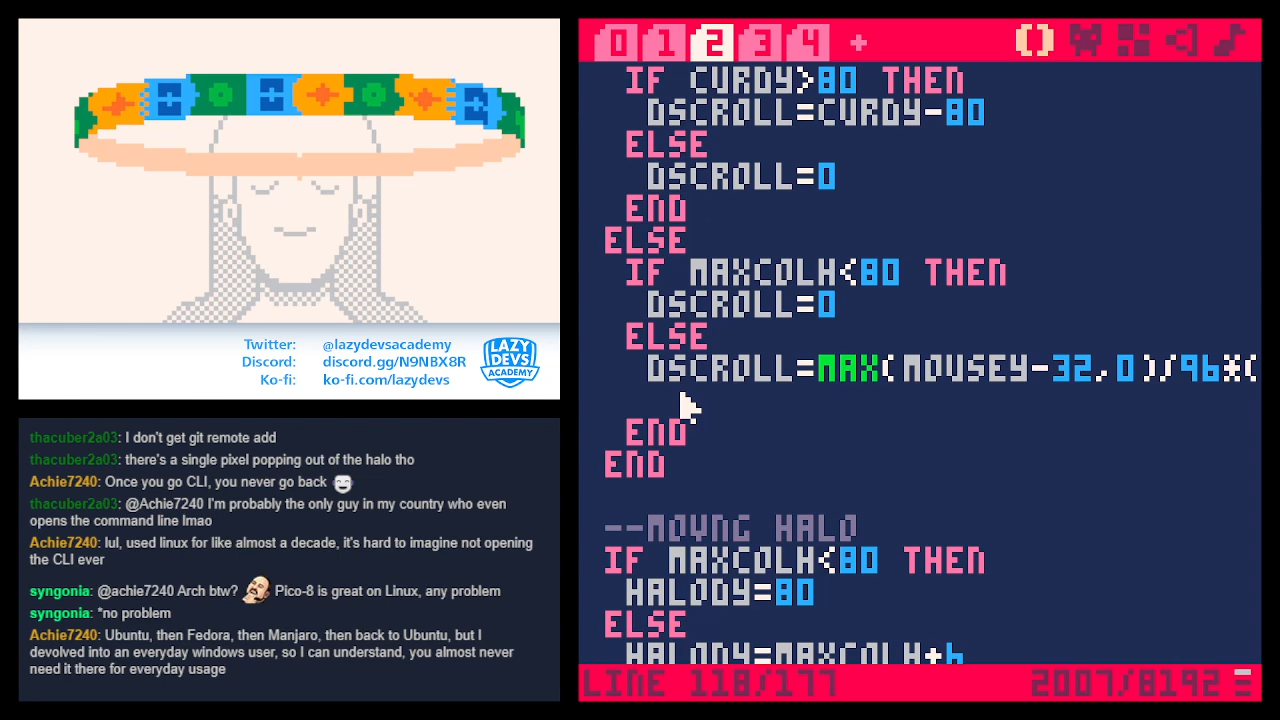 Twitter: @lazydevsacademy
Discord: discord.gg/N9NBX8R
Ko-fi: ko-fi.com/lazydevs
LAZY
DEVS
ACADEMY
thacuber2a03: I don't get git remote add
thacuber2a03: there's a single pixel popping out of the halo tho
Achie7240: Once you go CLI, you never go back
thacuber2a03: @Achie7240 I'm probably the only guy in my country who even
opens the command line lmao
Achie7240: lul, used linux for like almost a decade, it's hard to imagine not opening
the CLI ever
syngonia: @achie7240 Arch btw? Pico-8 is great on Linux, any problem
syngonia: *no problem
Achie7240: Ubuntu, then Fedora, then Manjaro, then back to Ubuntu, but I
devolved into an everyday windows user, so I can understand, you almost never
need it there for everyday usage
0 1 2 3 4 +
IF CURDY>80 THEN
DSCROLL=CURDY-80
ELSE
DSCROLL=0
END
ELSE
IF MAXCOLH<80 THEN
DSCROLL=0
ELSE
DSCROLL=MAX(MOUSEY-32,0)/96*(
END
END
--MOVNG HALO
IF MAXCOLH<80 THEN
HALODY=80
ELSE
HALODY=MAXCOLH+
LINE 118/177 2007/8192